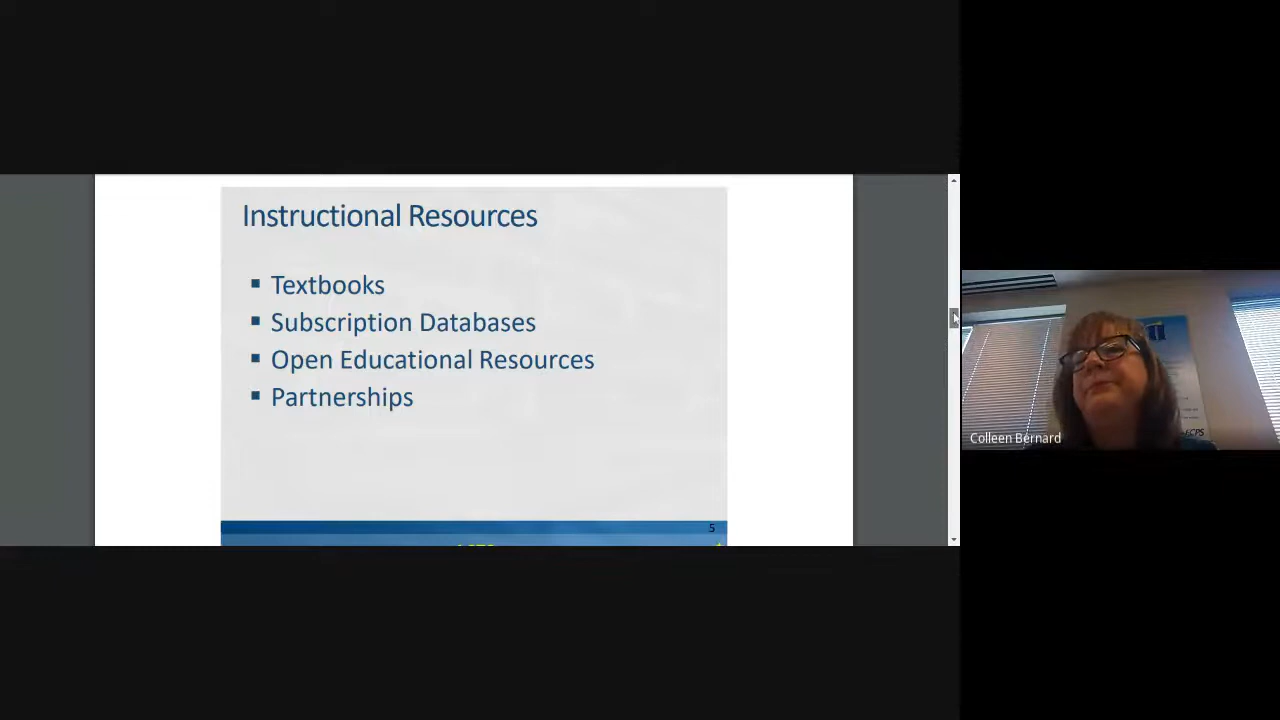 Instructional Resources
▪ Textbooks
▪ Subscription Databases
▪ Open Educational Resources
▪ Partnerships
5
Colleen Bernard